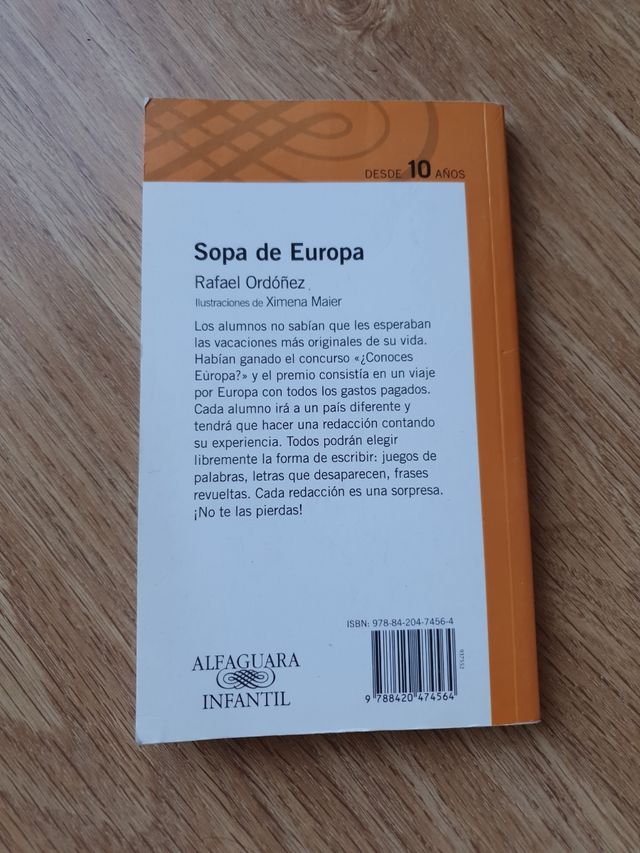 DESDE 10 AÑOS
Sopa de Europa
Rafael Ordóñez
Ilustraciones de Ximena Maier
Los alumnos no sabían que les esperaban
las vacaciones más originales de su vida.
Habían ganado el concurso «¿Conoces
Europa?» y el premio consistía en un viaje
por Europa con todos los gastos pagados.
Cada alumno irá a un país diferente y
tendrá que hacer una redacción contando
su experiencia. Todos podrán elegir
libremente la forma de escribir: juegos de
palabras, letras que desaparecen, frases
revueltas. Cada redacción es una sorpresa.
¡No te las pierdas!
ISBN: 978-84-204-7456-4
937552
9 788420 474564
ALFAGUARA
INFANTIL